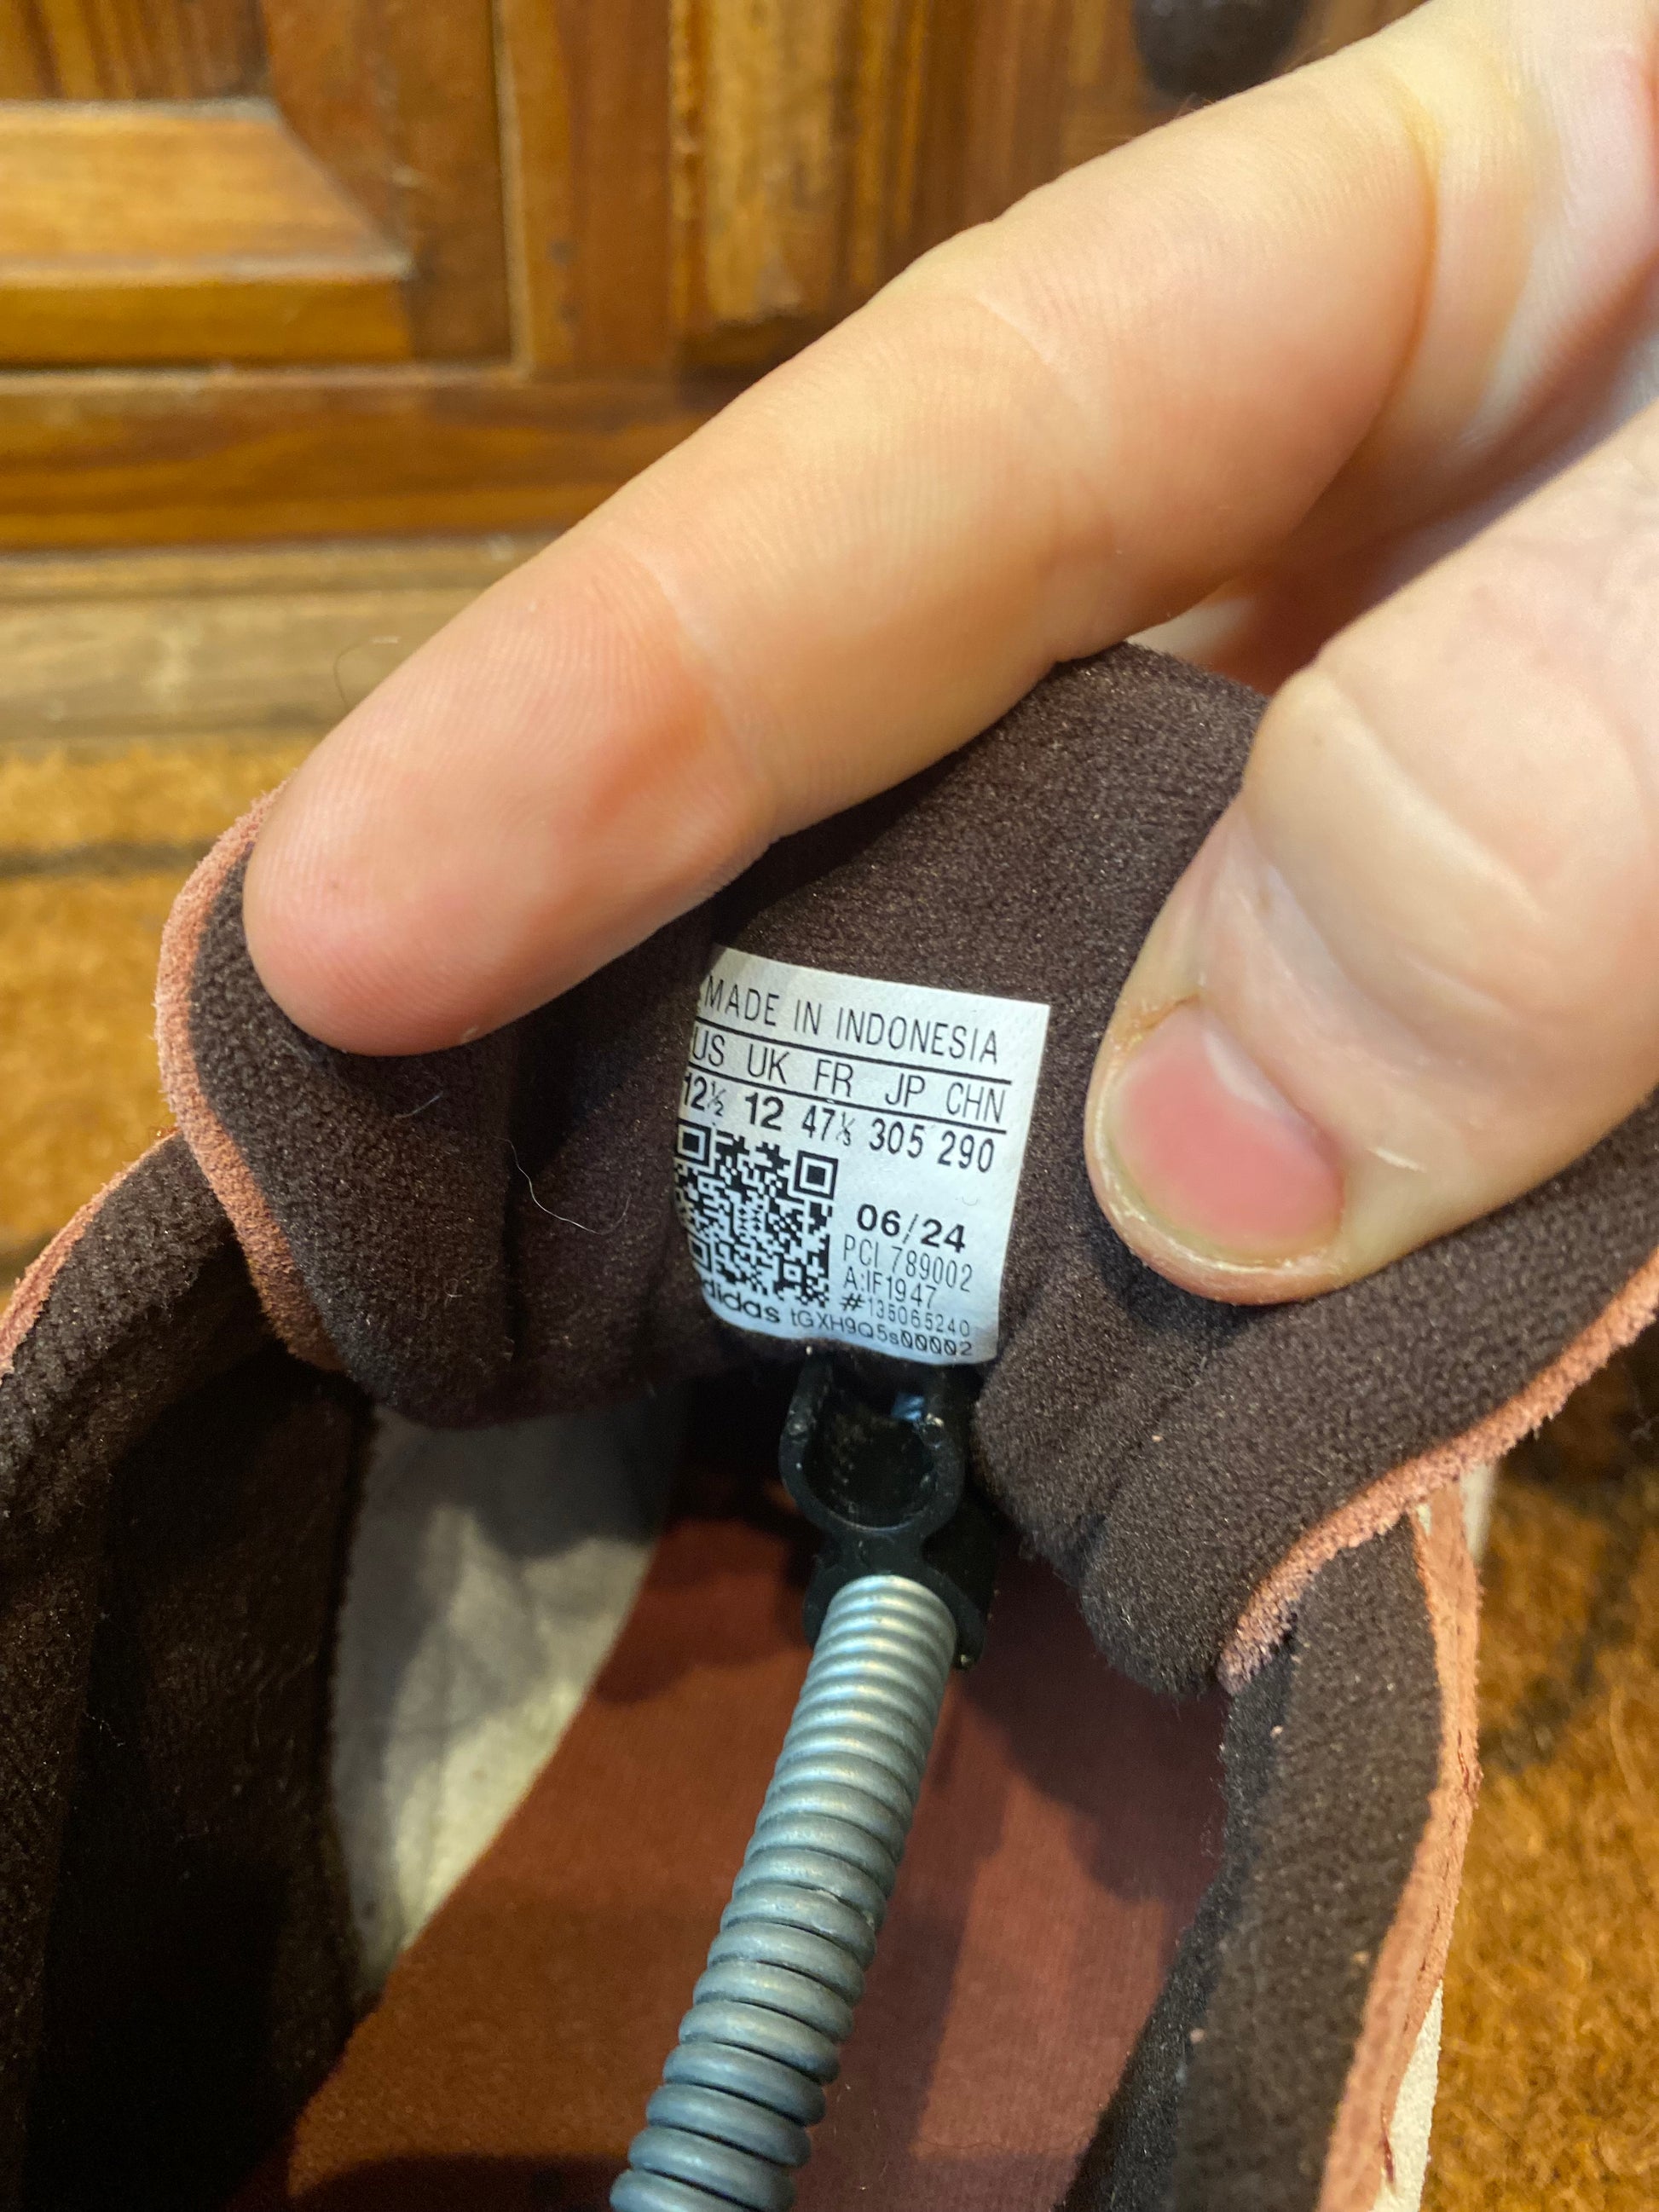 MADE IN INDONESIA
US UK FR JP CHN
12½ 12 47⅓ 305 290
06/24
PCI 789002
A:IF1947
#135065240
adidas tGXH9Q5s00002